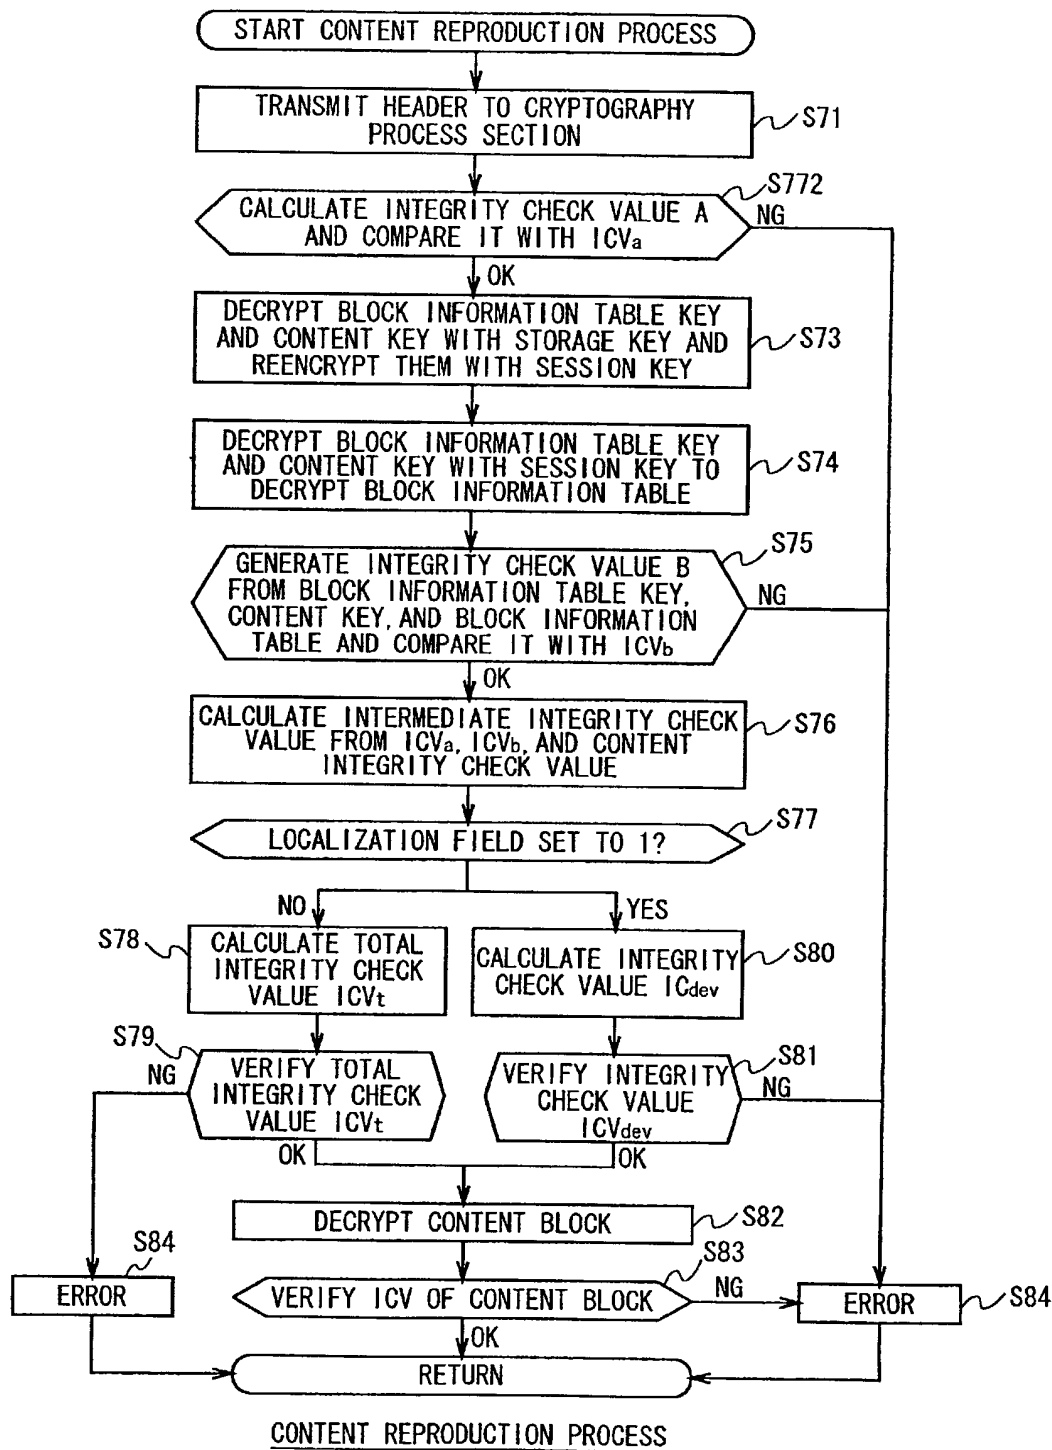 START CONTENT REPRODUCTION PROCESS
TRANSMIT HEADER TO CRYPTOGRAPHY
PROCESS SECTION
S71
S772
CALCULATE INTEGRITY CHECK VALUE A
AND COMPARE IT WITH ICVa
NG
OK
DECRYPT BLOCK INFORMATION TABLE KEY
AND CONTENT KEY WITH STORAGE KEY AND
REENCRYPT THEM WITH SESSION KEY
S73
DECRYPT BLOCK INFORMATION TABLE KEY
AND CONTENT KEY WITH SESSION KEY TO
DECRYPT BLOCK INFORMATION TABLE
S74
S75
GENERATE INTEGRITY CHECK VALUE B
FROM BLOCK INFORMATION TABLE KEY,
CONTENT KEY, AND BLOCK INFORMATION
TABLE AND COMPARE IT WITH ICVb
NG
OK
CALCULATE INTERMEDIATE INTEGRITY CHECK
VALUE FROM ICVa, ICVb, AND CONTENT
INTEGRITY CHECK VALUE
S76
S77
LOCALIZATION FIELD SET TO 1?
NO
YES
S78
CALCULATE TOTAL
INTEGRITY CHECK
VALUE ICVt
CALCULATE INTEGRITY
CHECK VALUE ICdev
S80
S79
NG
VERIFY TOTAL
INTEGRITY CHECK
VALUE ICVt
OK
VERIFY INTEGRITY
CHECK VALUE
ICVdev
S81
NG
OK
DECRYPT CONTENT BLOCK
S82
S83
VERIFY ICV OF CONTENT BLOCK
NG
OK
S84
ERROR
ERROR
S84
RETURN
CONTENT REPRODUCTION PROCESS